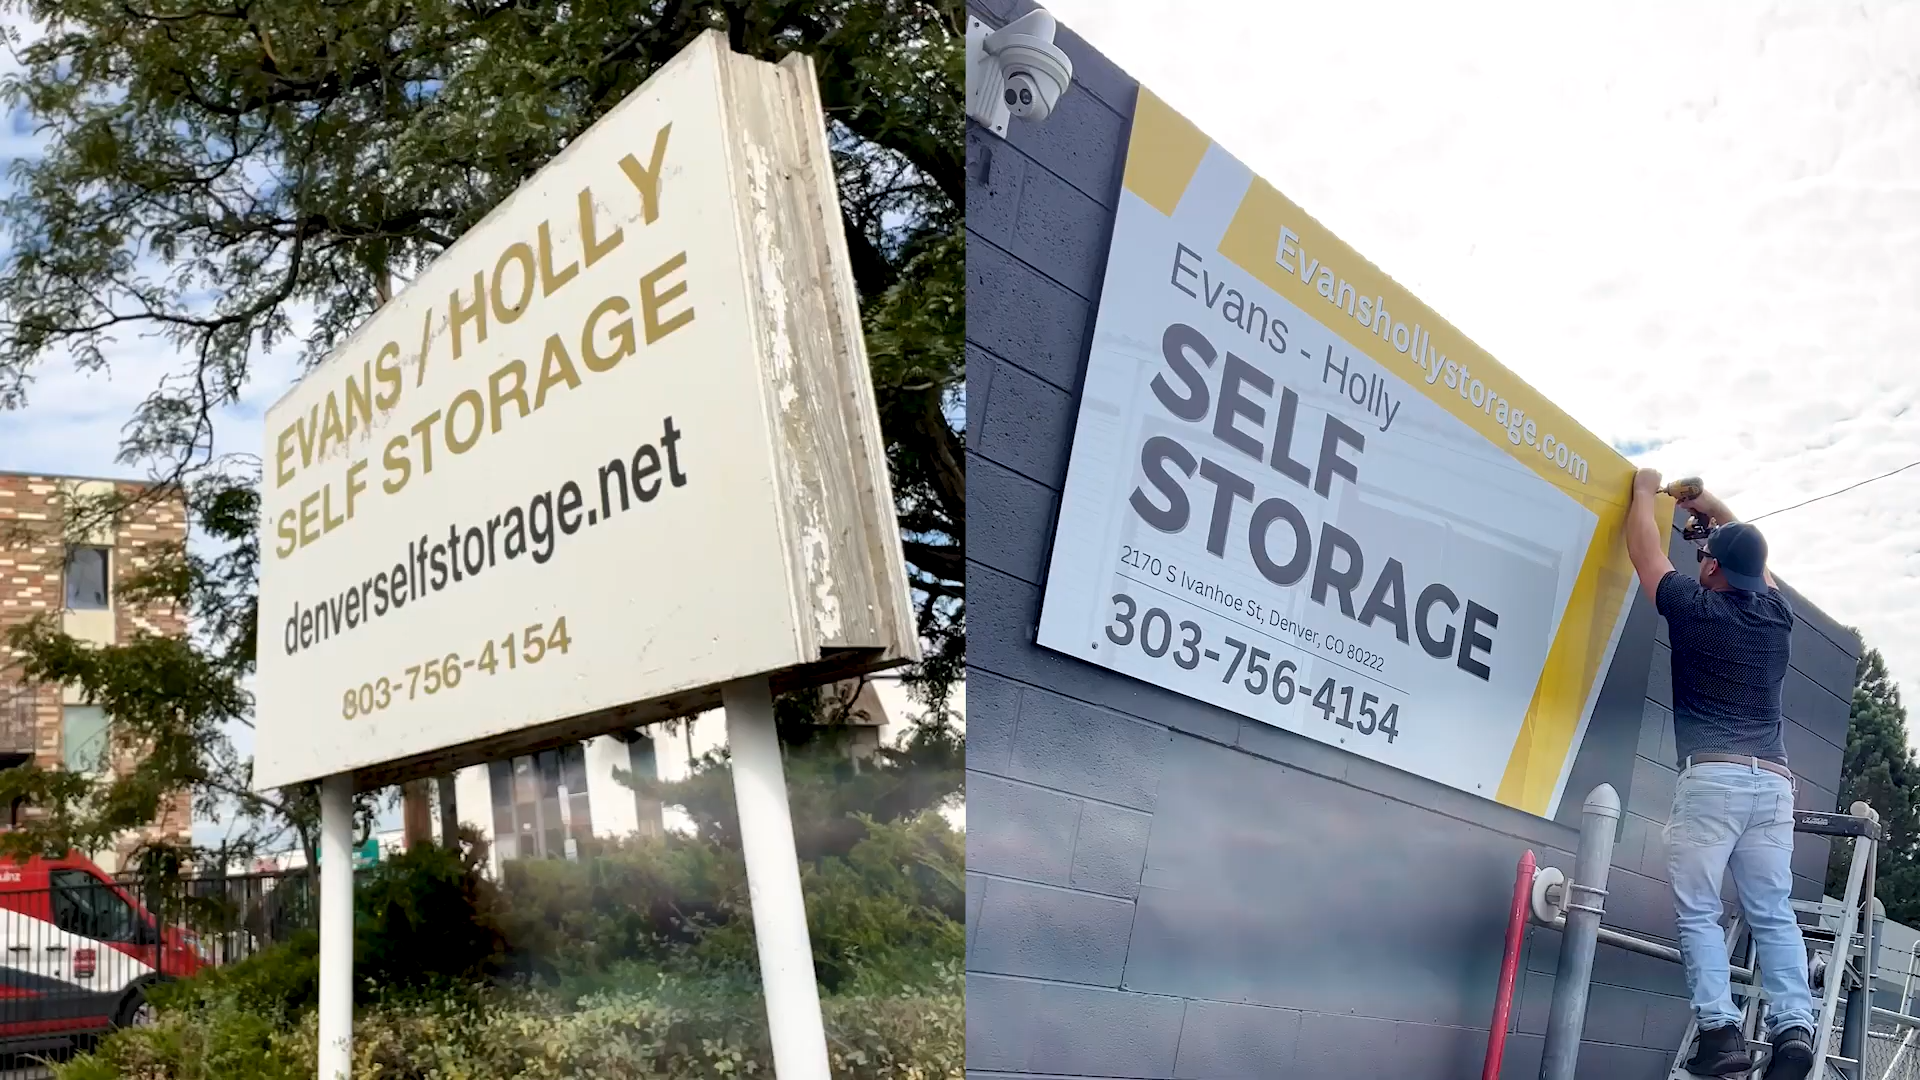 EVANS / HOLLY
SELF STORAGE
denverselfstorage.net
803-756-4154
Evanshollystorage.com
Evans - Holly
SELF
STORAGE
2170 S Ivanhoe St, Denver, CO 80222
303-756-4154